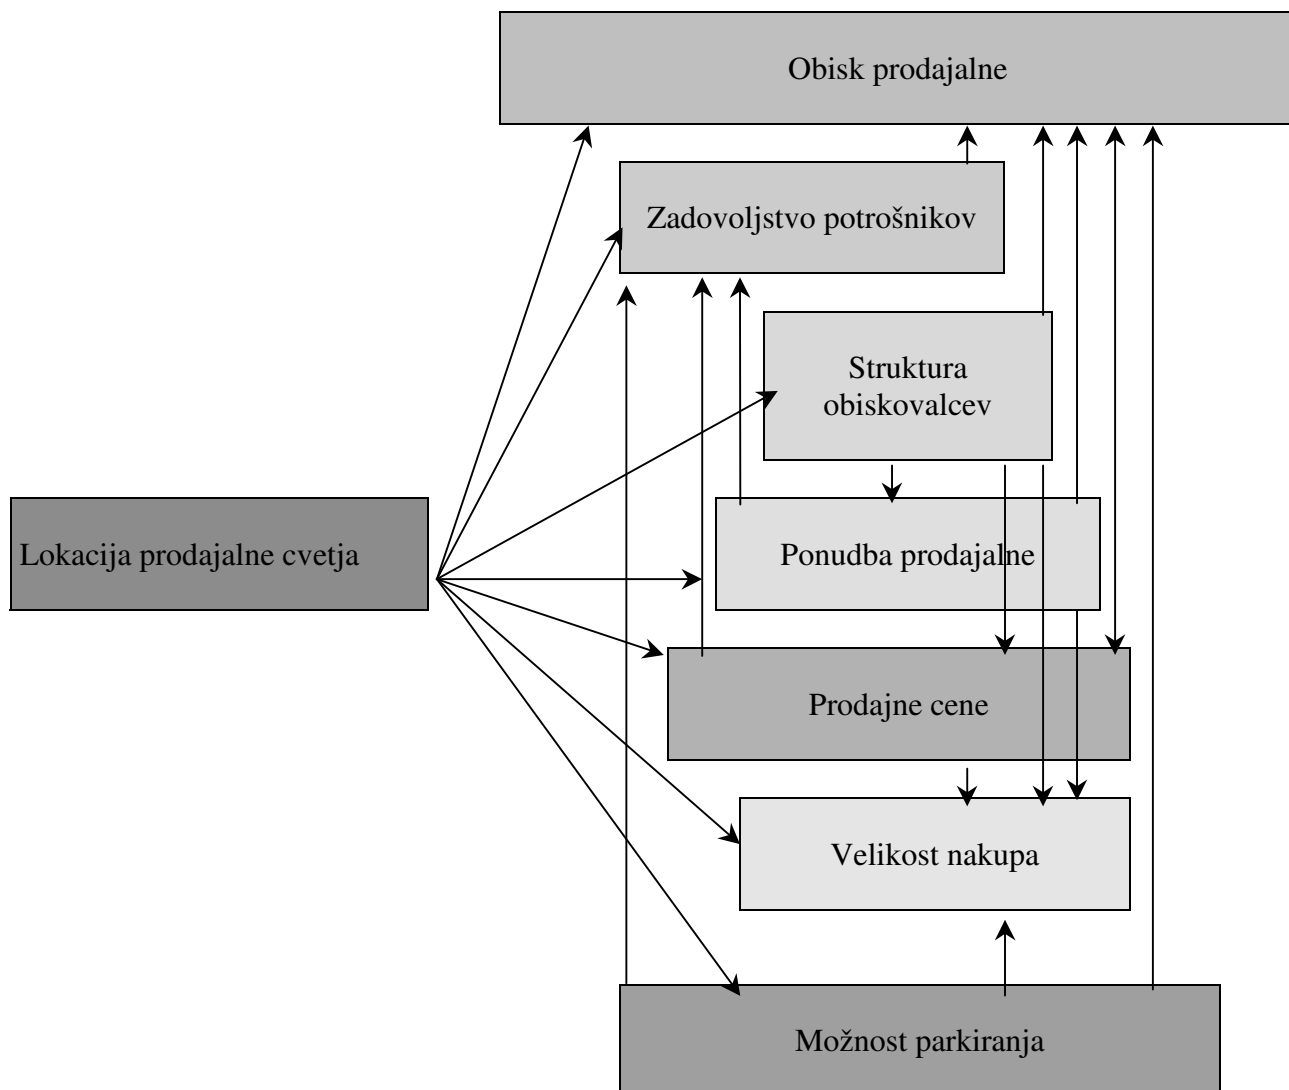 Obisk prodajalne
Zadovoljstvo potrošnikov
Struktura
obiskovalcev
Lokacija prodajalne cvetja
Ponudba prodajalne
Prodajne cene
Velikost nakupa
Možnost parkiranja